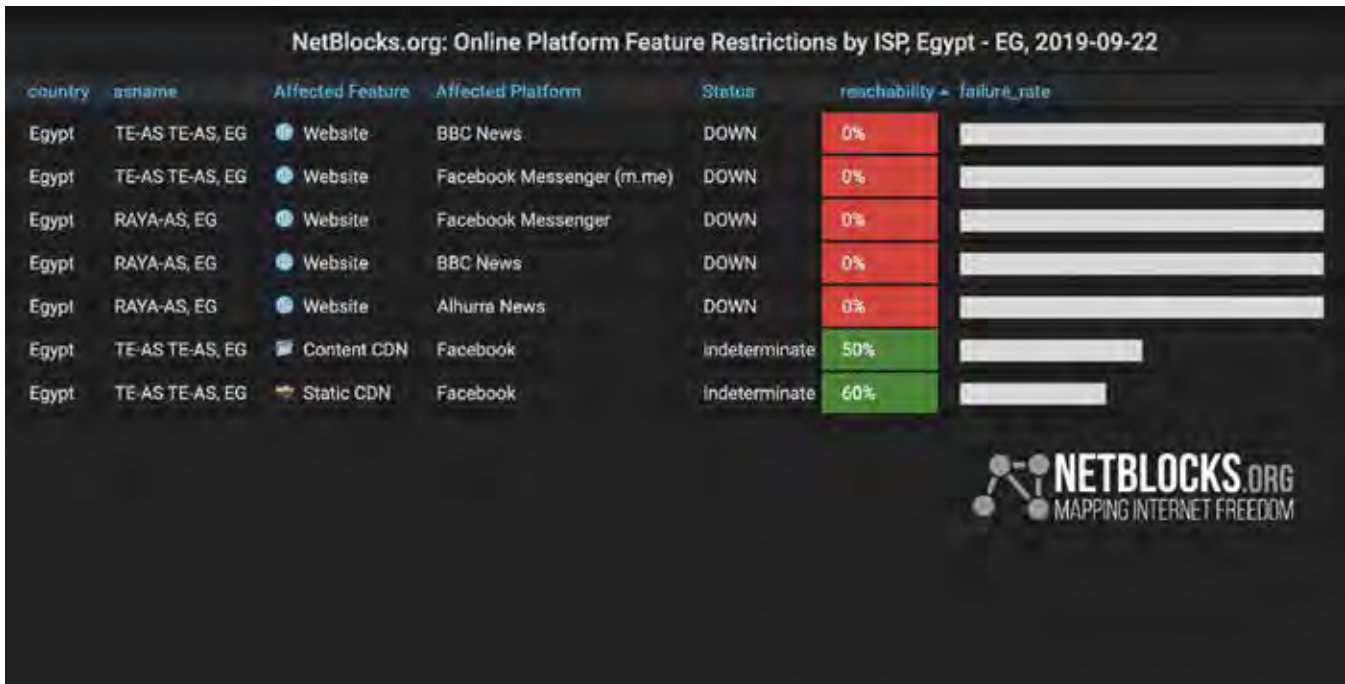 NetBlocks.org: Online Platform Feature Restrictions by ISP, Egypt - EG, 2019-09-22
country asname Affected Feature Affected Platform Status reachability failure_rate
Egypt TE-AS TE-AS, EG Website BBC News DOWN 0%
Egypt TE-AS TE-AS, EG Website Facebook Messenger (m.me) DOWN 0%
Egypt RAYA-AS, EG Website Facebook Messenger DOWN 0%
Egypt RAYA-AS, EG Website BBC News DOWN 0%
Egypt RAYA-AS, EG Website Alhurra News DOWN 0%
Egypt TE-AS TE-AS, EG Content CDN Facebook indeterminate 50%
Egypt TE-AS TE-AS, EG Static CDN Facebook indeterminate 60%
NETBLOCKS.ORG
MAPPING INTERNET FREEDOM